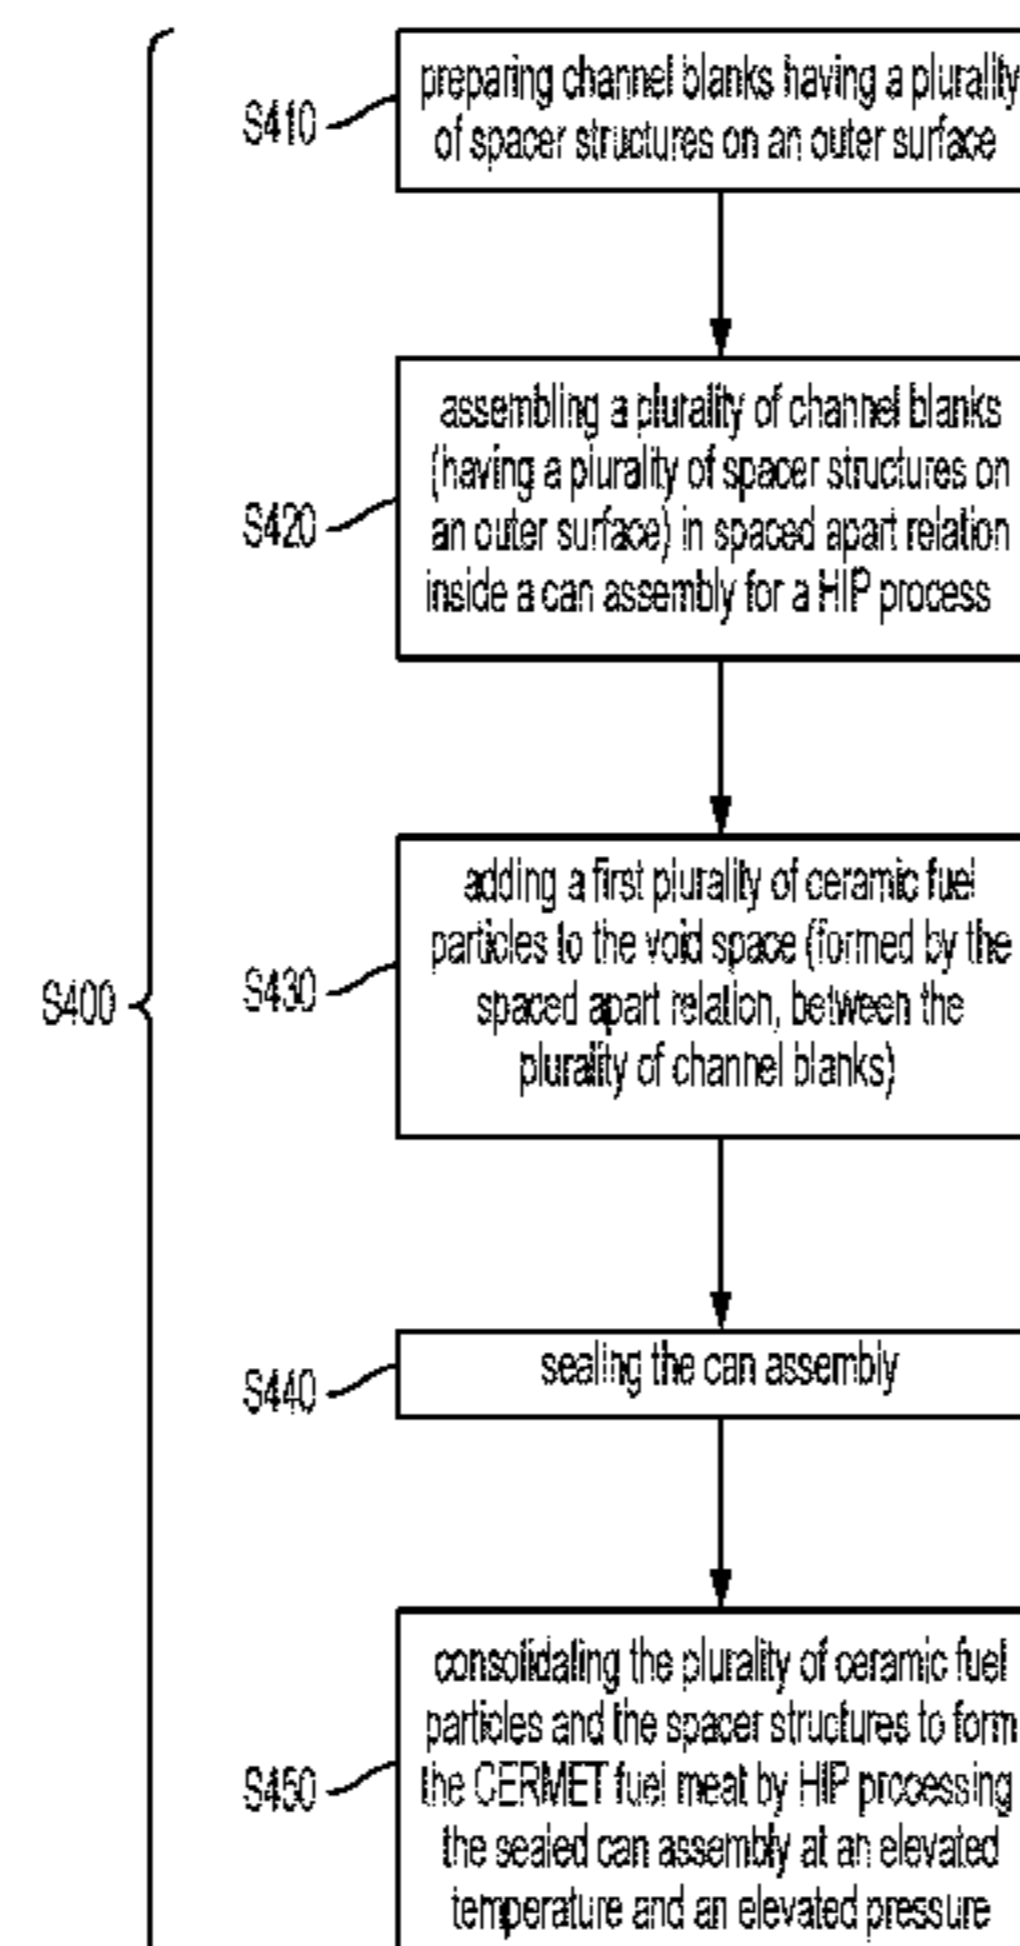 S400
S410
preparing channel blanks having a plurality
of spacer structures on an outer surface
S420
assembling a plurality of channel blanks
(having a plurality of spacer structures on
an outer surface) in spaced apart relation
inside a can assembly for a HIP process
S430
adding a first plurality of ceramic fuel
particles to the void space (formed by the
spaced apart relation, between the
plurality of channel blanks)
S440
sealing the can assembly
S450
consolidating the plurality of ceramic fuel
particles and the spacer structures to form
the CERMET fuel meat by HIP processing
the sealed can assembly at an elevated
temperature and an elevated pressure